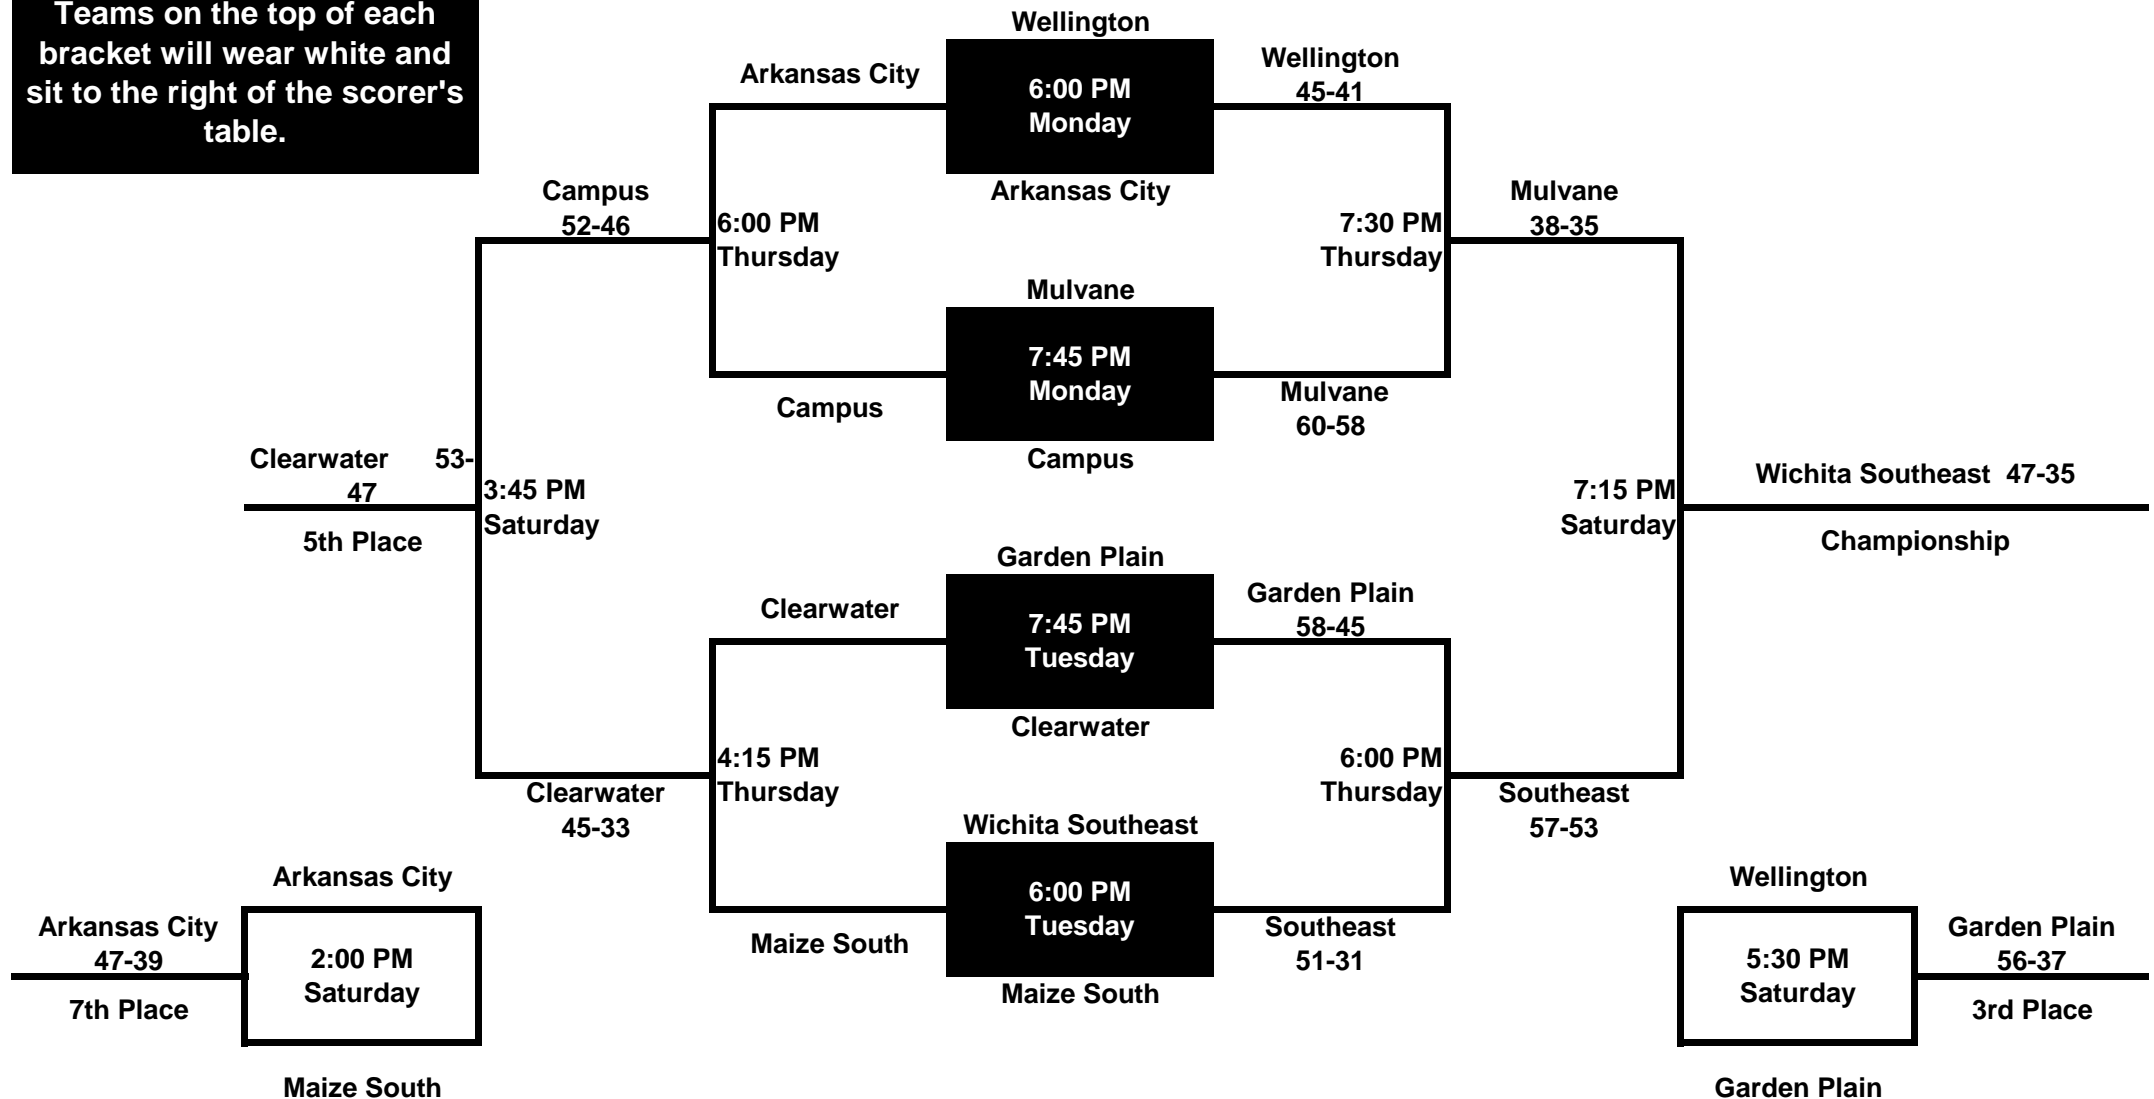 Teams on the top of each
bracket will wear white and
sit to the right of the scorer's
table.
Wellington
Arkansas City
6:00 PM
Monday
Wellington
45-41
Arkansas City
Campus
52-46
6:00 PM
Thursday
7:30 PM
Thursday
Mulvane
38-35
Mulvane
7:45 PM
Monday
Campus
Mulvane
60-58
Campus
Clearwater 53-
47
5th Place
3:45 PM
Saturday
7:15 PM
Saturday
Wichita Southeast 47-35
Championship
Garden Plain
Clearwater
7:45 PM
Tuesday
Garden Plain
58-45
Clearwater
4:15 PM
Thursday
6:00 PM
Thursday
Clearwater
45-33
Southeast
57-53
Wichita Southeast
6:00 PM
Tuesday
Maize South
Southeast
51-31
Maize South
Arkansas City
Arkansas City
47-39
7th Place
2:00 PM
Saturday
Maize South
Wellington
5:30 PM
Saturday
Garden Plain
56-37
3rd Place
Garden Plain